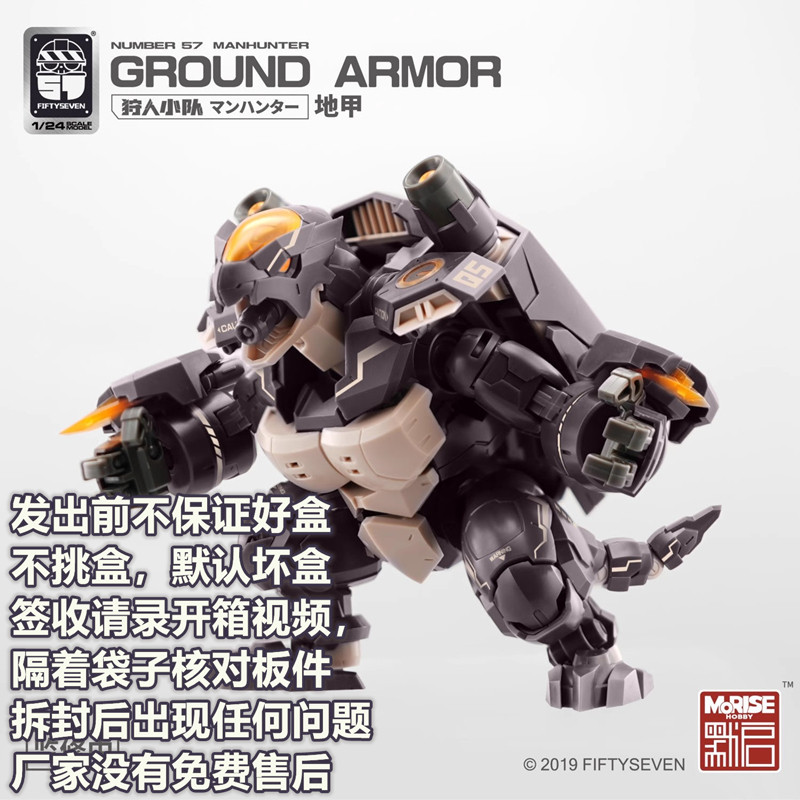 57
FIFTYSEVEN
1/24 SCALE MODEL
NUMBER 57 MANHUNTER
GROUND ARMOR
狩人小队 マンハンター 地甲
05
CAUTION
WARNING
发出前不保证好盒
不挑盒，默认坏盒
签收请录开箱视频，
隔着袋子核对板件
拆封后出现任何问题
厂家没有免费售后
TM
MORISE
HOBBY
© 2019 FIFTYSEVEN